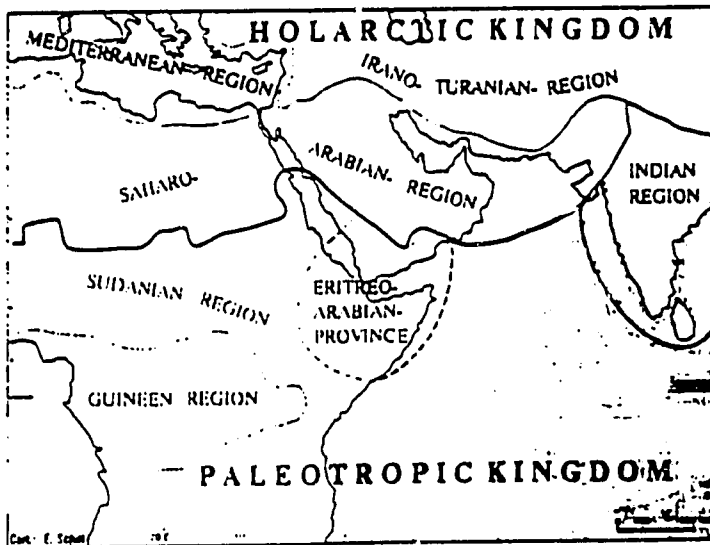 HOLARCTIC KINGDOM
MEDITERRANEAN-REGION-
IRANO-TURANIAN-REGION
SAHARO-
ARABIAN-REGION
INDIAN
REGION
SUDANIAN REGION
ERITREO-
ARABIAN-
PROVINCE
GUINEEN REGION
PALEOTROPIC KINGDOM
E.